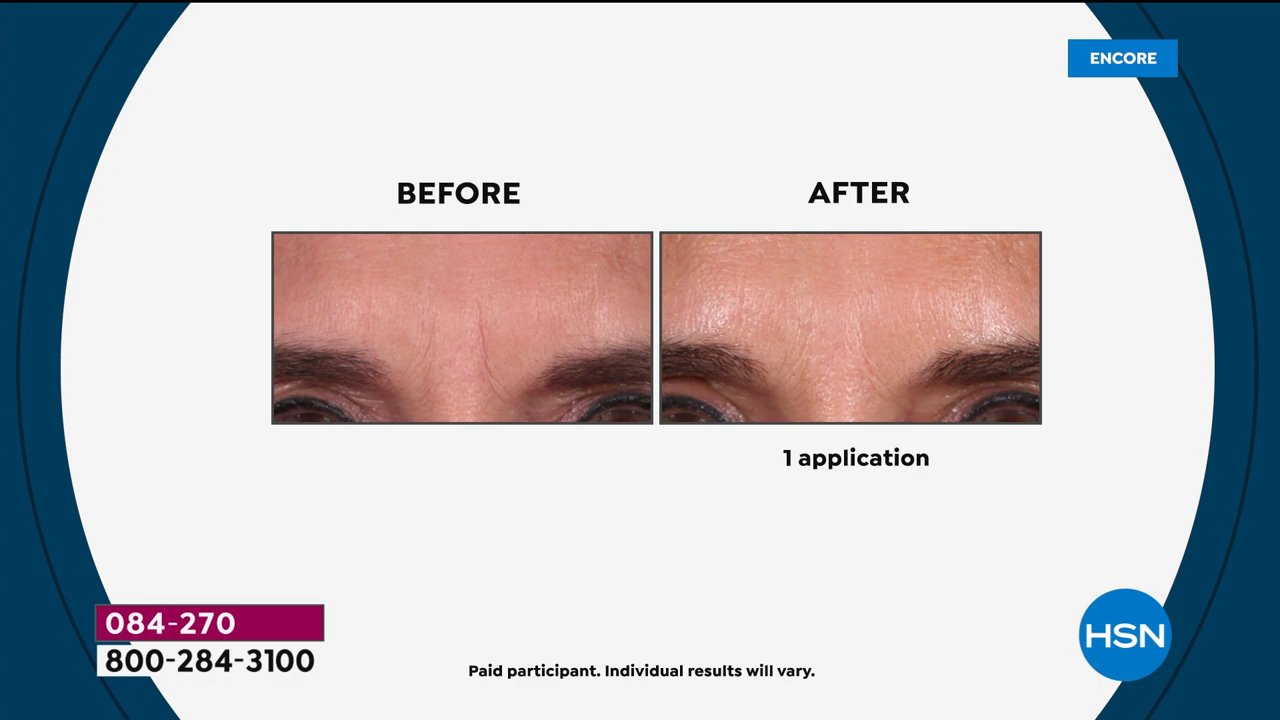 ENCORE
BEFORE
AFTER
1 application
084-270
800-284-3100
Paid participant. Individual results will vary.
HSN